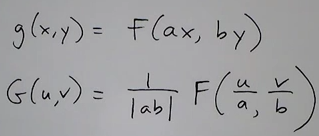 g(x,y) = F(ax, by)
G(u,v) = 1/|ab| F(u/a, v/b)